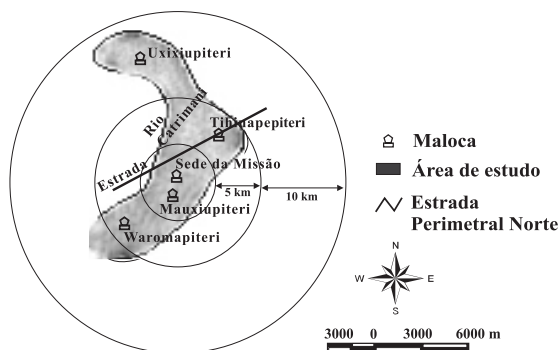 Uxixiupiteri
Rio
Catrimani
Tihinapepiteri
Estrada
Sede da Missão
5 km
10 km
Mauxiupiteri
Waromapiteri
Maloca
Área de estudo
Estrada
Perimetral Norte
N
W E
S
3000 0 3000 6000 m